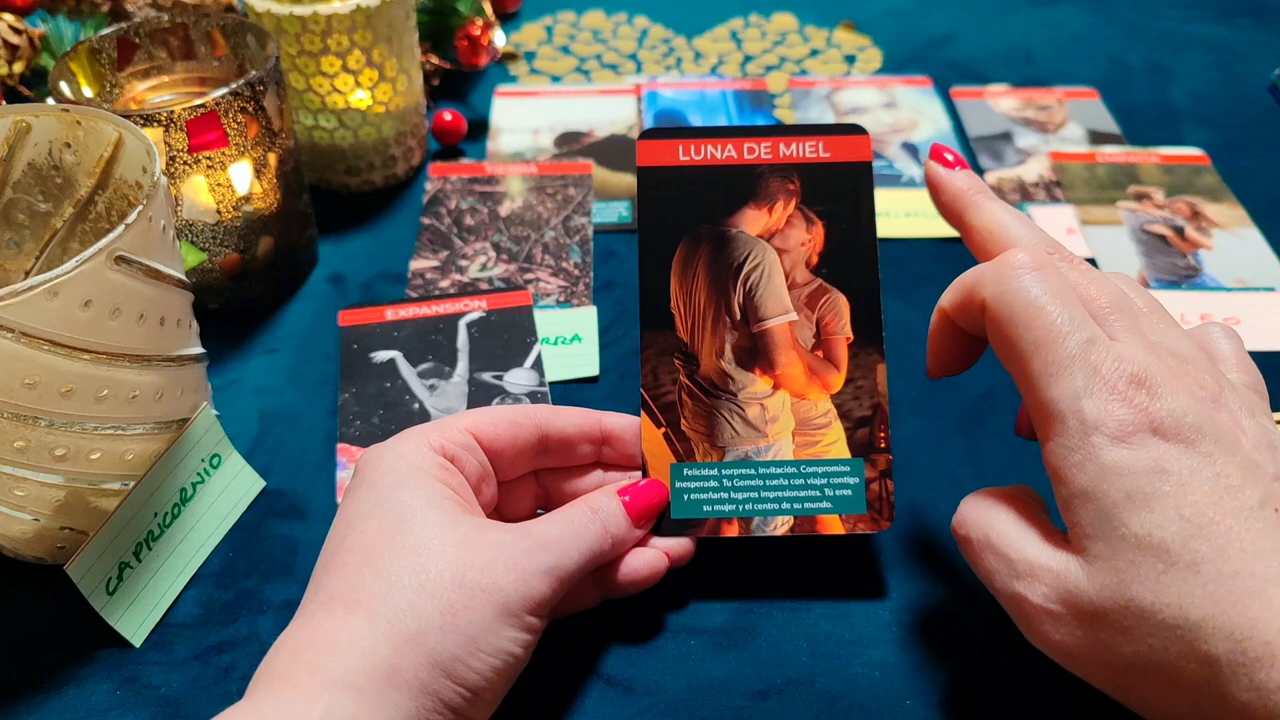 LUNA DE MIEL
EXPANSIÓN
RRA
LEO
Felicidad, sorpresa, invitación. Compromiso
inesperado. Tu Gemelo sueña con viajar contigo
y enseñarte lugares impresionantes. Tú eres
su mujer y el centro de su mundo.
CAPRICORNIO